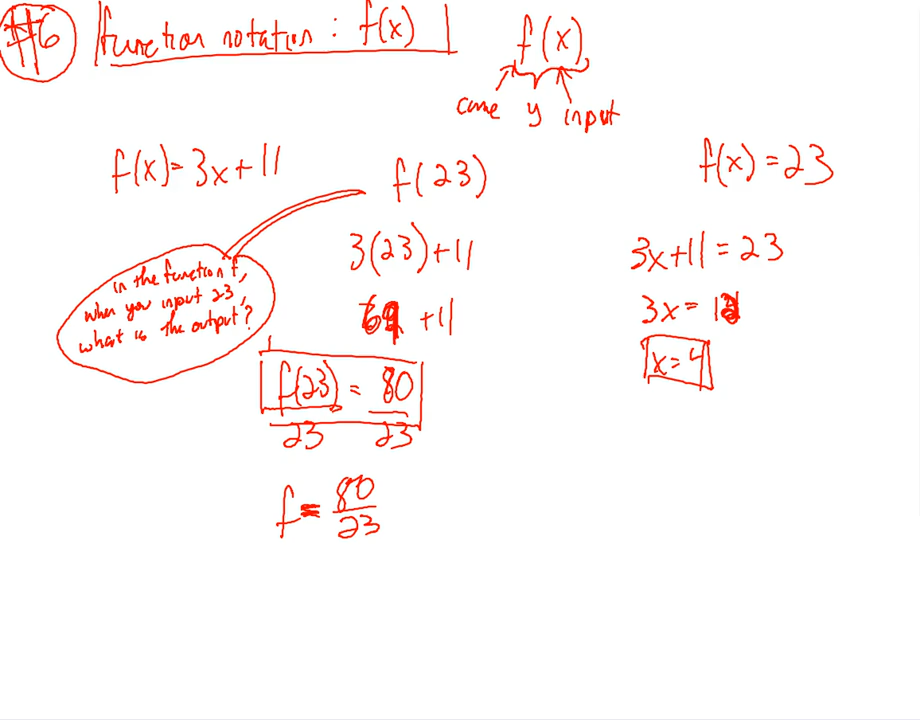 #6 function notation: f(x)
f(x)
came y input
f(x)=3x+11
f(23)
3(23)+11
69 +11
f(23) = 80
23 23
f = 80/23
in the function f,
when you input 23,
what is the output?
f(x)=23
3x+11=23
3x=12
x=4